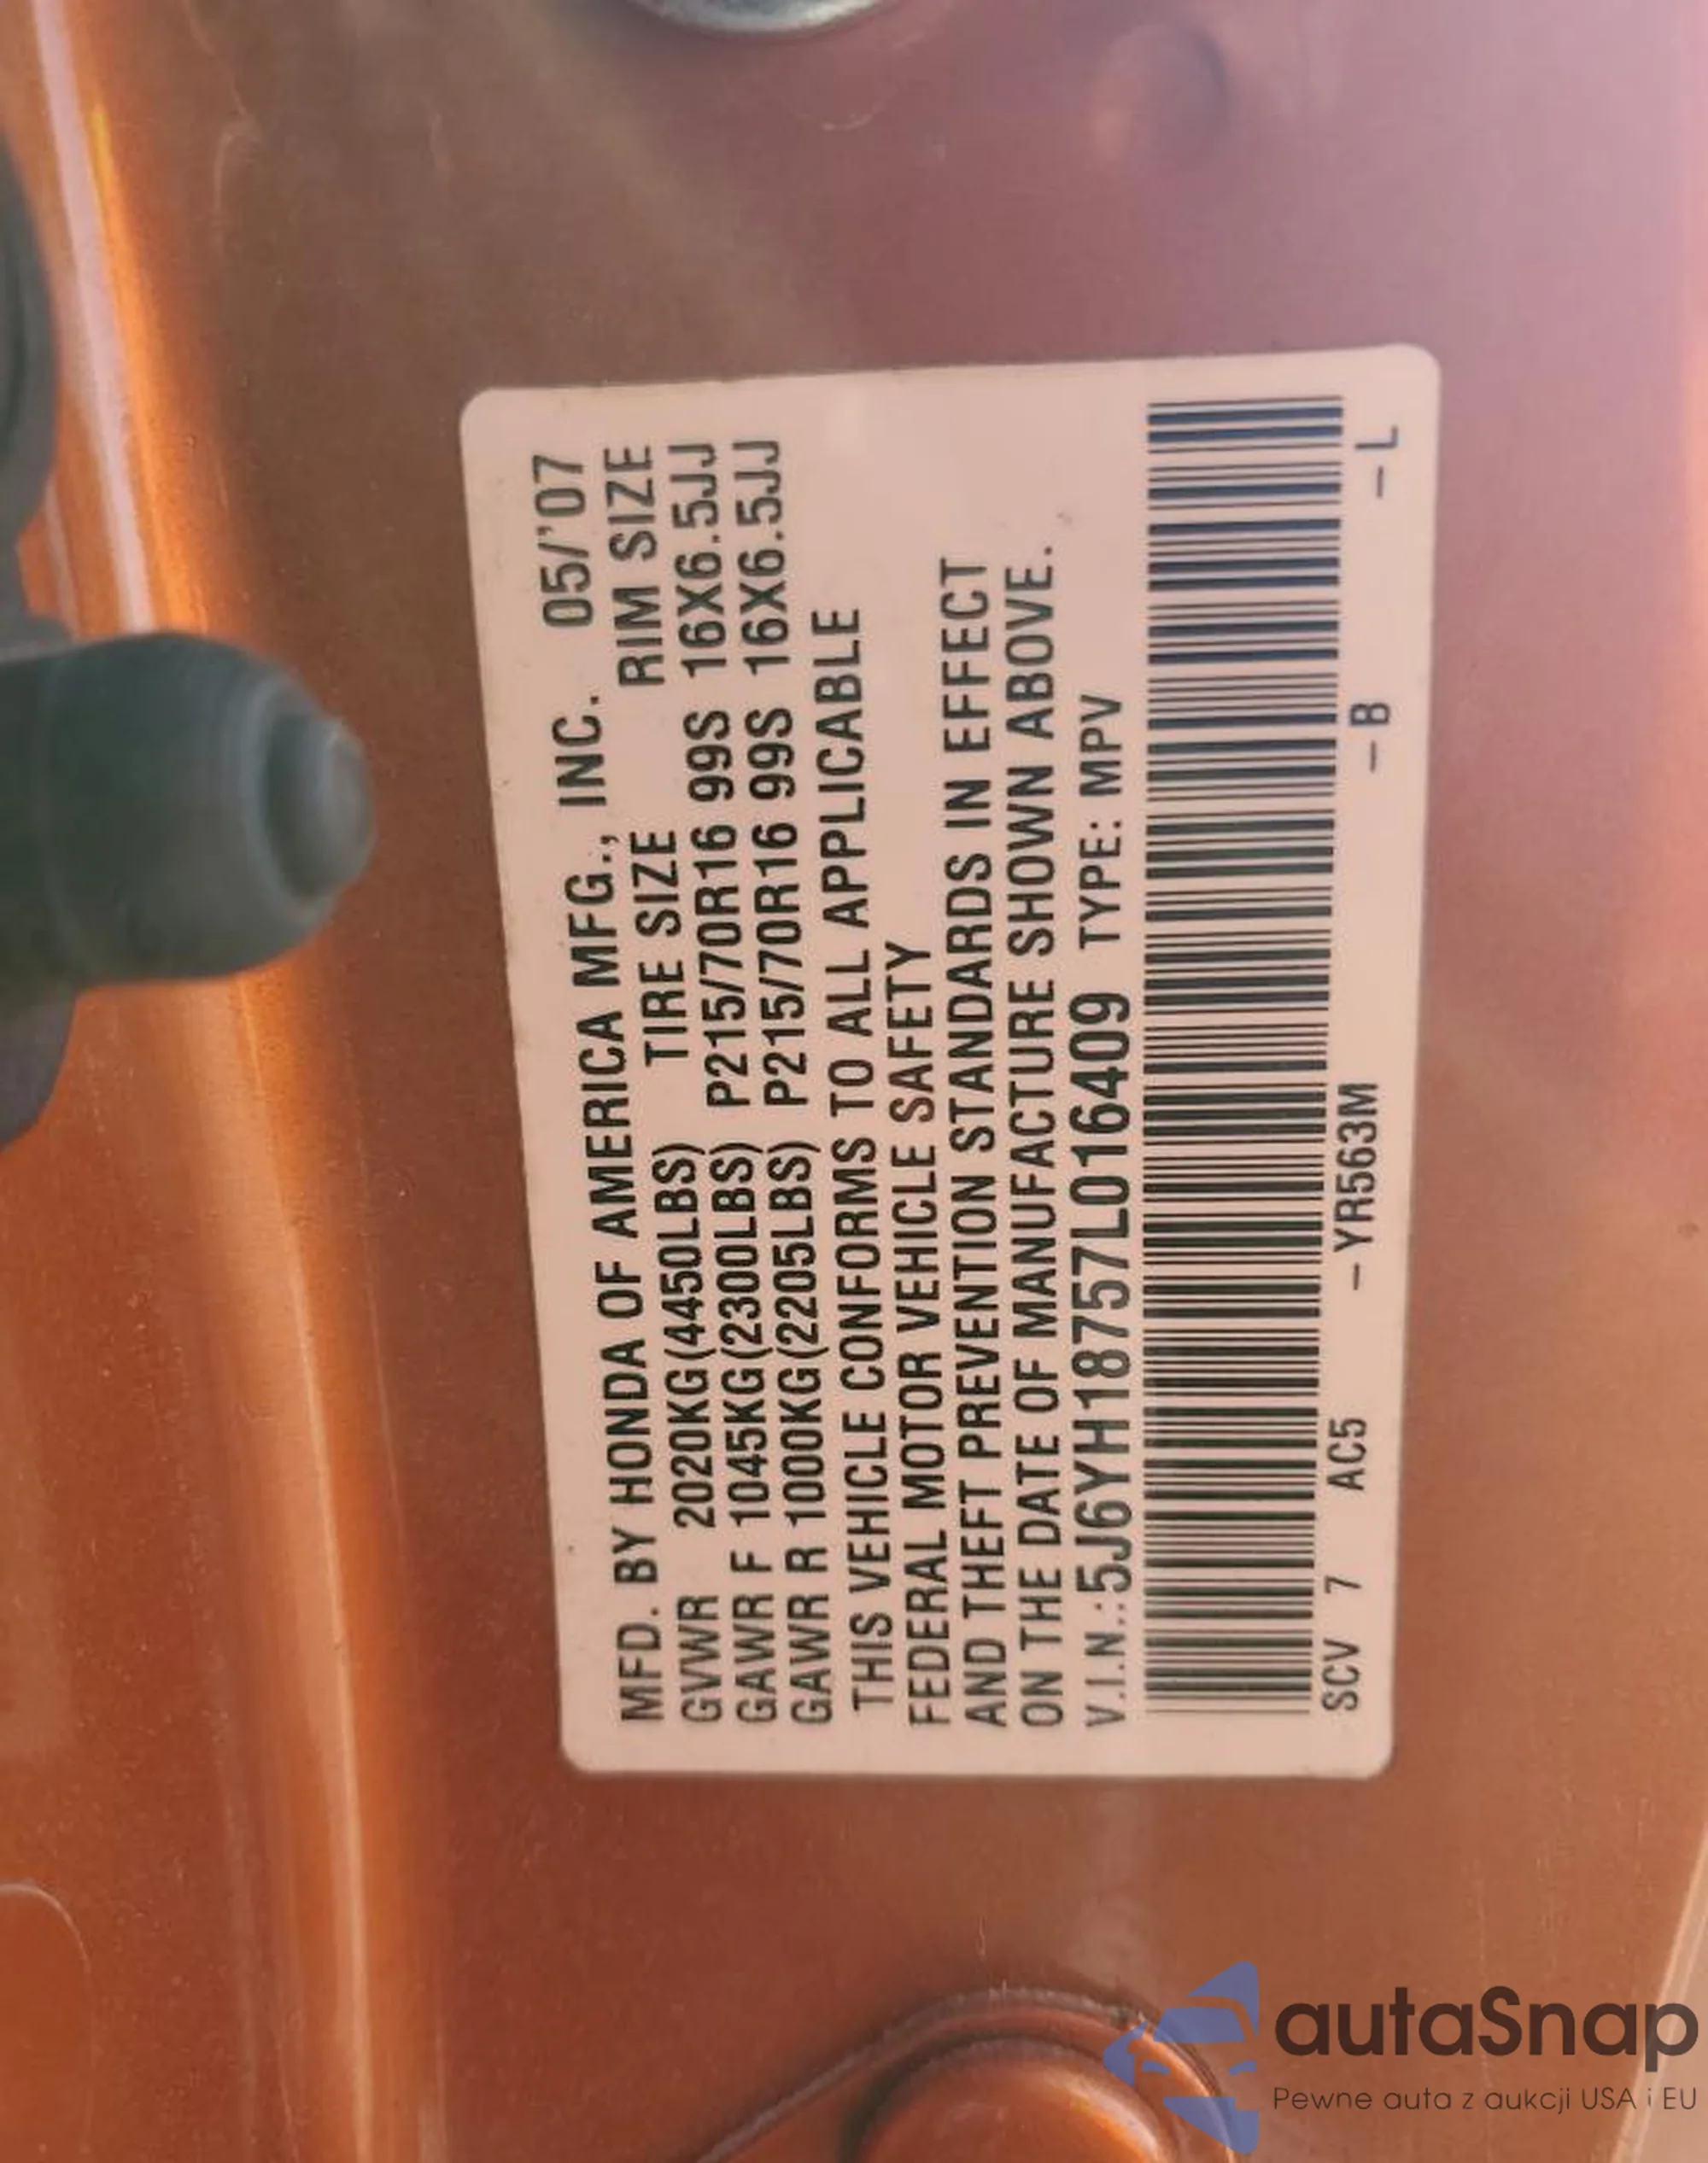 MFD. BY HONDA OF AMERICA MFG., INC. 05/'07
TIRE SIZE RIM SIZE
GVWR 2020KG(4450LBS)
GAWR F 1045KG(2300LBS) P215/70R16 99S 16X6.5JJ
GAWR R 1000KG(2205LBS) P215/70R16 99S 16X6.5JJ
THIS VEHICLE CONFORMS TO ALL APPLICABLE
FEDERAL MOTOR VEHICLE SAFETY
AND THEFT PREVENTION STANDARDS IN EFFECT
ON THE DATE OF MANUFACTURE SHOWN ABOVE.
V.I.N.:5J6YH18757L016409 TYPE: MPV
SCV 7 AC5 –YR563M –B –L
autaSnap
Pewne auta z aukcji USA i EU